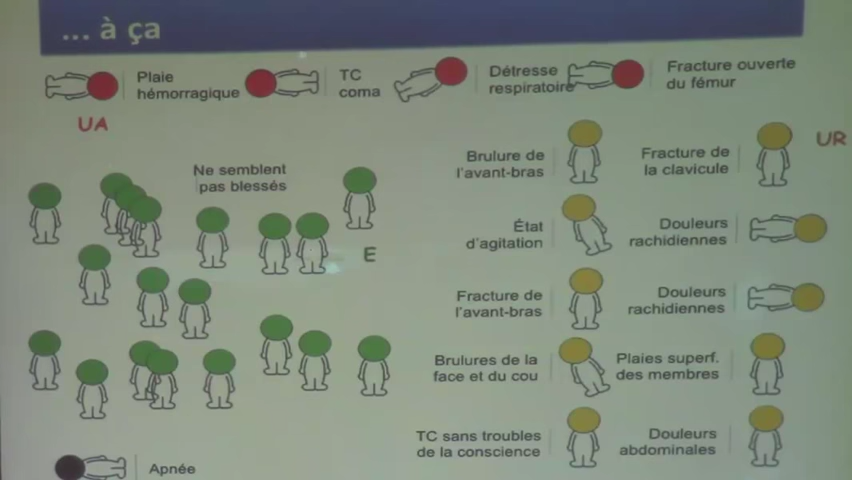 ... à ça
Plaie
hémorragique
TC
coma
Détresse
respiratoire
Fracture ouverte
du fémur
UA
UR
Ne semblent
pas blessés
E
Brulure de
l'avant-bras
Fracture de
la clavicule
État
d'agitation
Douleurs
rachidiennes
Fracture de
l'avant-bras
Douleurs
rachidiennes
Brulures de la
face et du cou
Plaies superf.
des membres
TC sans troubles
de la conscience
Douleurs
abdominales
Apnée